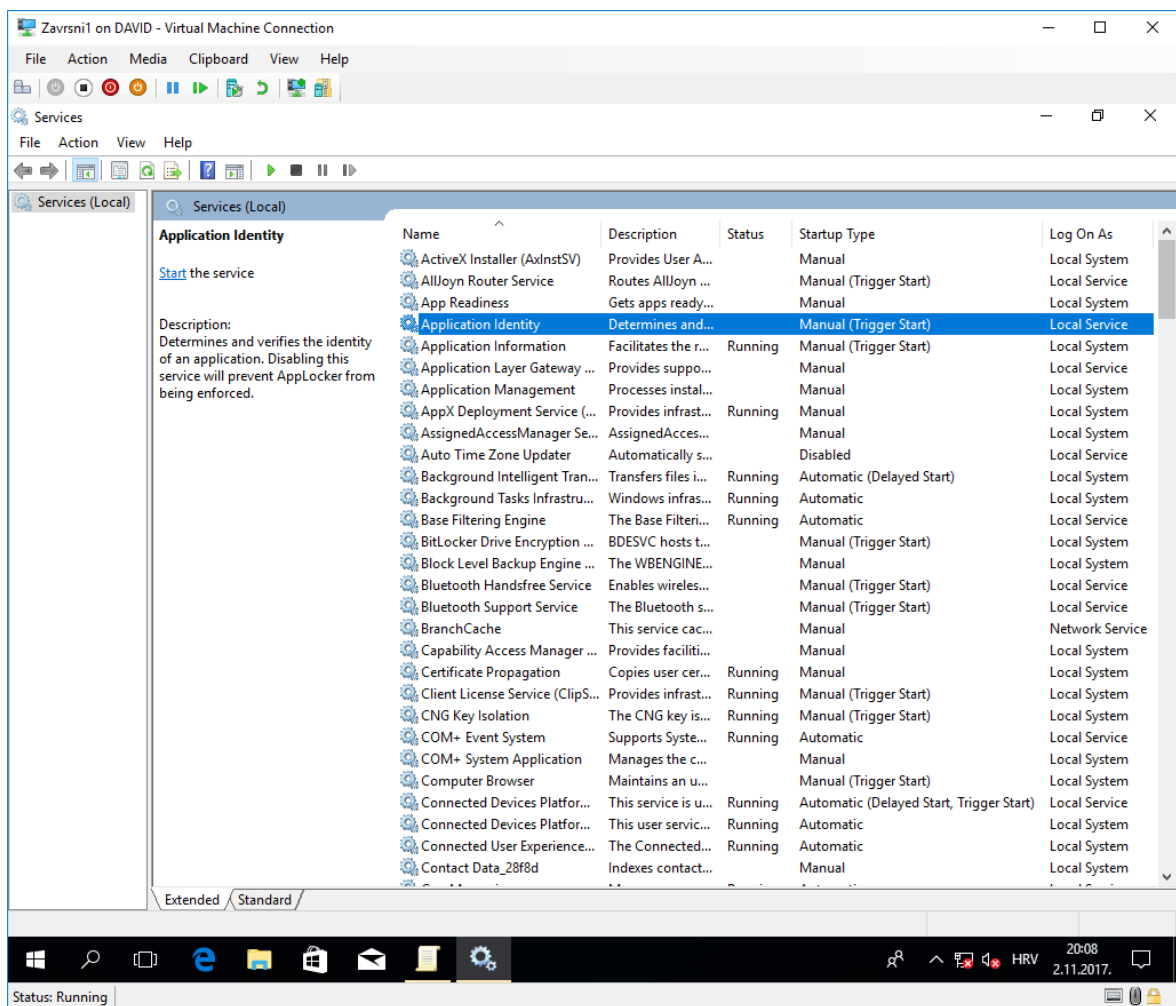 Zavrsni1 on DAVID - Virtual Machine Connection
File Action Media Clipboard View Help
Services
File Action View Help
Services (Local)
Services (Local)
Application Identity
Start the service
Description:
Determines and verifies the identity
of an application. Disabling this
service will prevent AppLocker from
being enforced.
Name Description Status Startup Type Log On As
ActiveX Installer (AxInstSV) Provides User A... Manual Local System
AllJoyn Router Service Routes AllJoyn ... Manual (Trigger Start) Local Service
App Readiness Gets apps ready... Manual Local System
Application Identity Determines and... Manual (Trigger Start) Local Service
Application Information Facilitates the r... Running Manual (Trigger Start) Local System
Application Layer Gateway ... Provides suppo... Manual Local Service
Application Management Processes instal... Manual Local System
AppX Deployment Service (... Provides infrast... Running Manual Local System
AssignedAccessManager Se... AssignedAcces... Manual Local System
Auto Time Zone Updater Automatically s... Disabled Local Service
Background Intelligent Tran... Transfers files i... Running Automatic (Delayed Start) Local System
Background Tasks Infrastru... Windows infras... Running Automatic Local System
Base Filtering Engine The Base Filteri... Running Automatic Local Service
BitLocker Drive Encryption ... BDESVC hosts t... Manual (Trigger Start) Local System
Block Level Backup Engine ... The WBENGINE... Manual Local System
Bluetooth Handsfree Service Enables wireles... Manual (Trigger Start) Local Service
Bluetooth Support Service The Bluetooth s... Manual (Trigger Start) Local Service
BranchCache This service cac... Manual Network Service
Capability Access Manager ... Provides faciliti... Manual Local System
Certificate Propagation Copies user cer... Running Manual Local System
Client License Service (ClipS... Provides infrast... Running Manual (Trigger Start) Local System
CNG Key Isolation The CNG key is... Running Manual (Trigger Start) Local System
COM+ Event System Supports Syste... Running Automatic Local Service
COM+ System Application Manages the c... Manual Local System
Computer Browser Maintains an u... Manual (Trigger Start) Local System
Connected Devices Platfor... This service is u... Running Automatic (Delayed Start, Trigger Start) Local Service
Connected Devices Platfor... This user servic... Running Automatic Local System
Connected User Experience... The Connected... Running Automatic Local System
Contact Data_28f8d Indexes contact... Manual Local System
Extended Standard
HRV
20:08
2.11.2017.
Status: Running